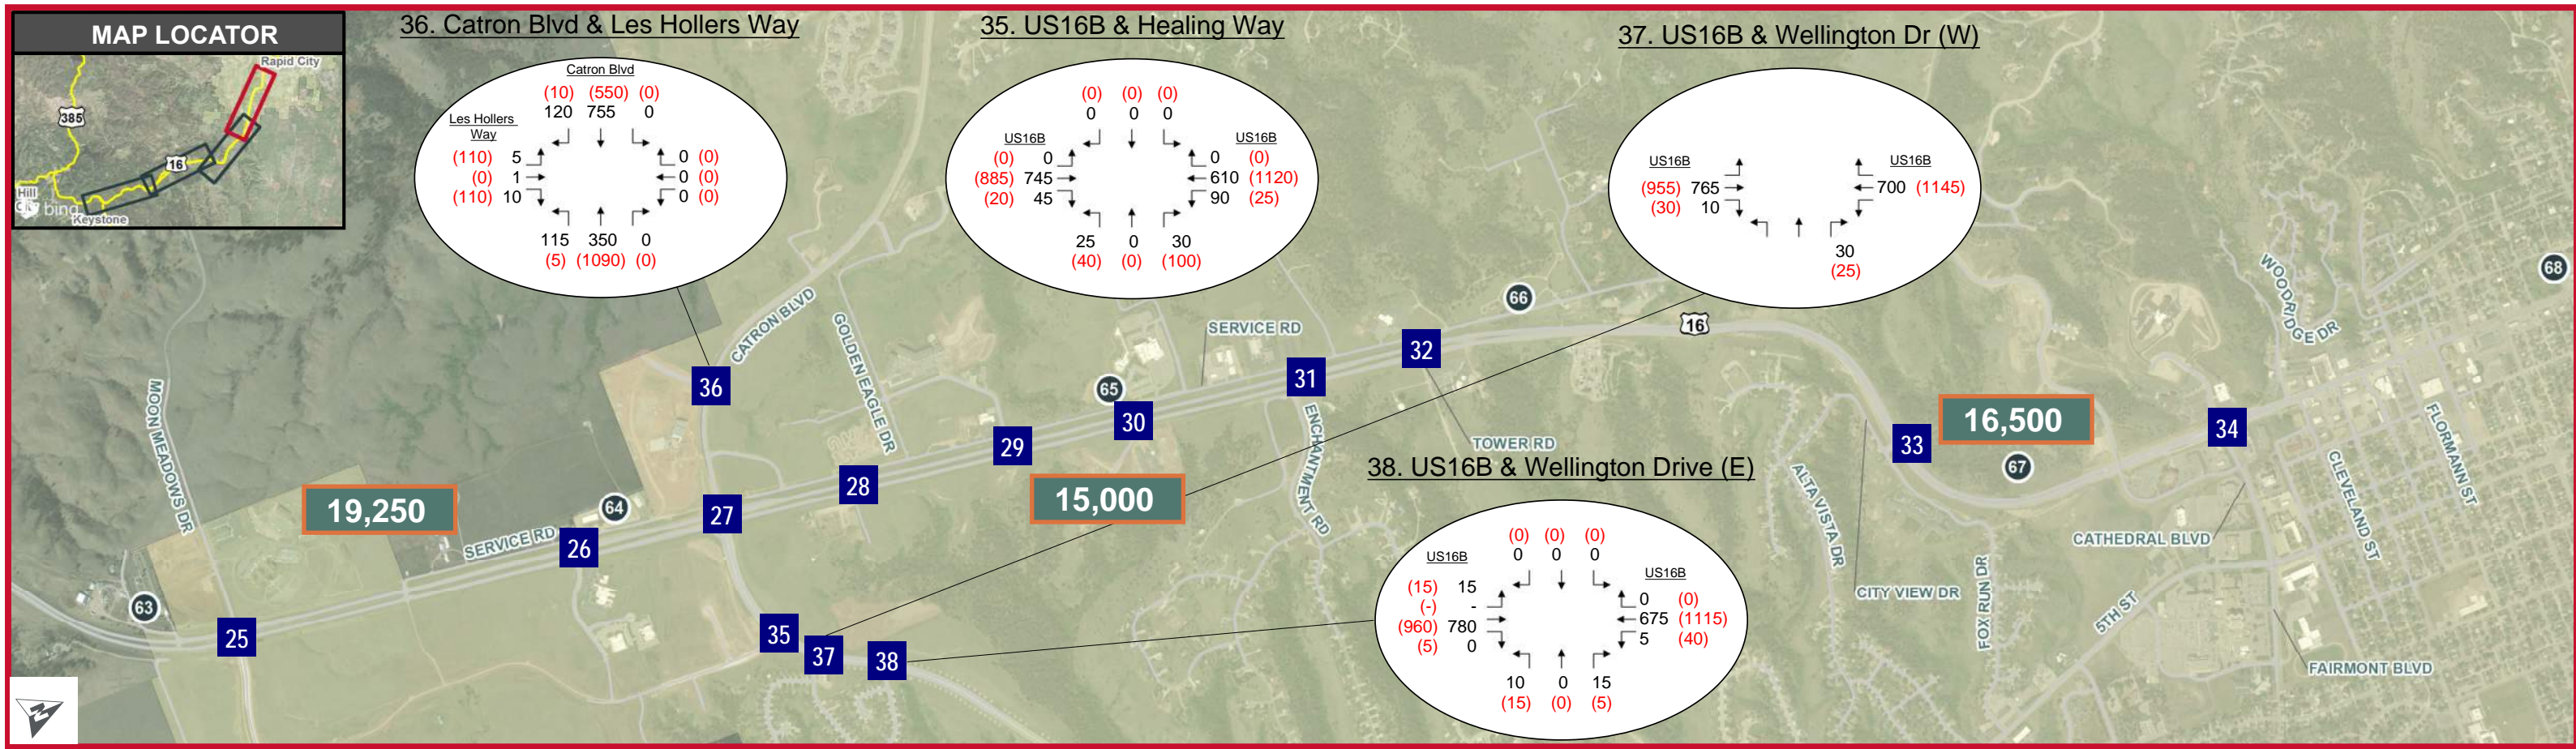 MAP LOCATOR
Rapid City
385
16
Hill
City
bing
Keystone
36. Catron Blvd & Les Hollers Way
Catron Blvd
(10) (550) (0)
120 755 0
Les Hollers
Way
(110) 5
(0) 1
(110) 10
0 (0)
0 (0)
0 (0)
115 350 0
(5) (1090) (0)
35. US16B & Healing Way
(0) (0) (0)
0 0 0
US16B
(0) 0
(885) 745
(20) 45
US16B
0 (0)
610 (1120)
90 (25)
25 0 30
(40) (0) (100)
37. US16B & Wellington Dr (W)
US16B
(955) 765
(30) 10
US16B
700 (1145)
30
(25)
38. US16B & Wellington Drive (E)
(0) (0) (0)
0 0 0
US16B
(15) 15
(-) -
(960) 780
(5) 0
US16B
0 (0)
675 (1115)
5 (40)
10 0 15
(15) (0) (5)
MOON MEADOWS DR
63
25
19,250
SERVICE RD
64
26
27
36
CATRON BLVD
GOLDEN EAGLE DR
28
29
65
30
SERVICE RD
15,000
35
37
38
31
ENCHANTMENT RD
32
66
TOWER RD
16
ALTA VISTA DR
CITY VIEW DR
33
16,500
67
FOX RUN DR
34
CATHEDRAL BLVD
5TH ST
CLEVELAND ST
FLORMANN ST
WOODRIDGE DR
FAIRMONT BLVD
68
N